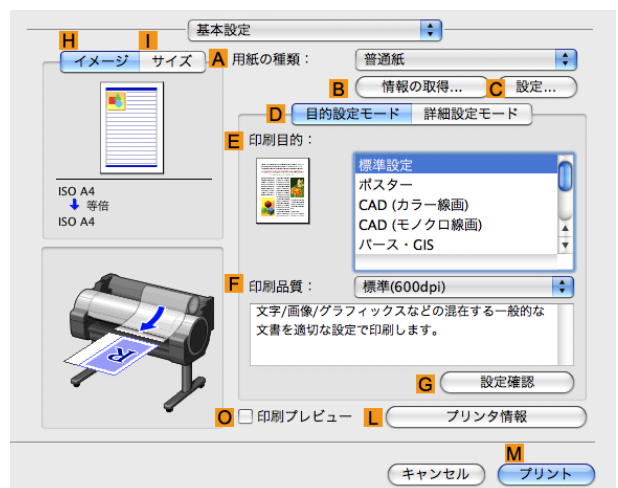 基本設定
H I
イメージ サイズ A 用紙の種類： 普通紙
B 情報の取得... C 設定...
D 目的設定モード 詳細設定モード
E 印刷目的：
標準設定
ポスター
CAD (カラー線画)
CAD (モノクロ線画)
パース・GIS
ISO A4
等倍
ISO A4
F 印刷品質： 標準(600dpi)
文字/画像/グラフィックスなどの混在する一般的な
文書を適切な設定で印刷します。
R
G 設定確認
O 印刷プレビュー L プリンタ情報
M
キャンセル プリント